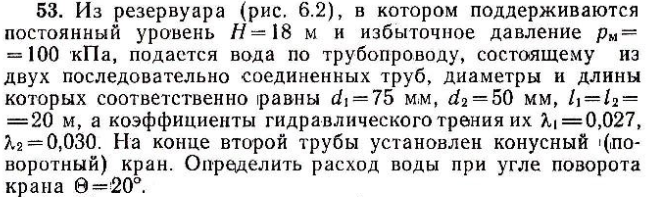 53. Из резервуара (рис. 6.2), в котором поддерживаются
постоянный уровень H=18 м и избыточное давление pм=
=100 кПа, подается вода по трубопроводу, состоящему из
двух последовательно соединенных труб, диаметры и длины
которых соответственно равны d₁=75 мм, d₂=50 мм, l₁=l₂=
=20 м, а коэффициенты гидравлического трения их λ₁=0,027,
λ₂=0,030. На конце второй трубы установлен конусный (по-
воротный) кран. Определить расход воды при угле поворота
крана Θ=20°.